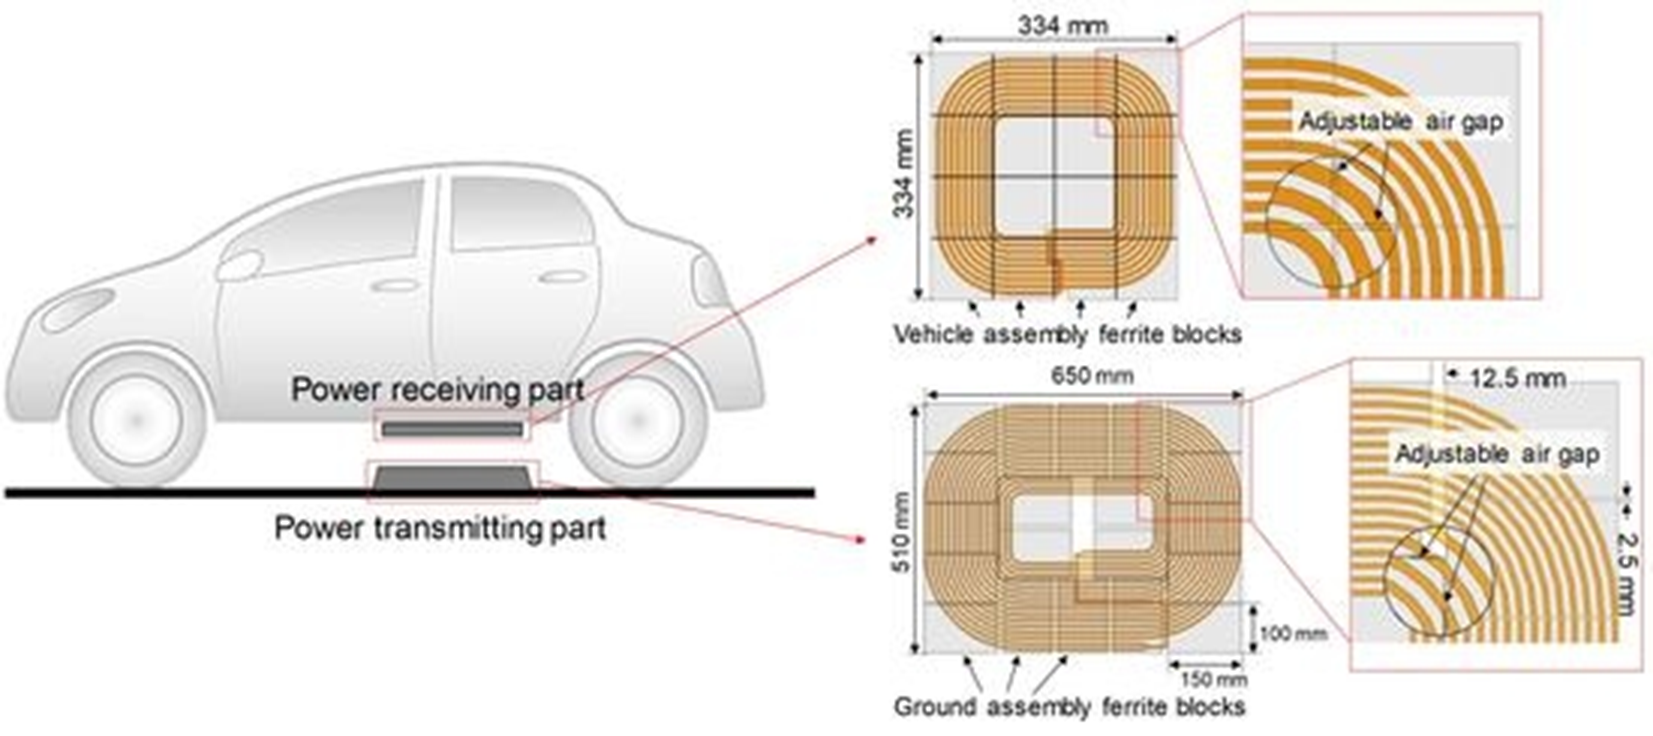 334 mm
334 mm
Adjustable air gap
Vehicle assembly ferrite blocks
Power receiving part
Power transmitting part
650 mm
510 mm
12.5 mm
Adjustable air gap
2.5 mm
100 mm
150 mm
Ground assembly ferrite blocks